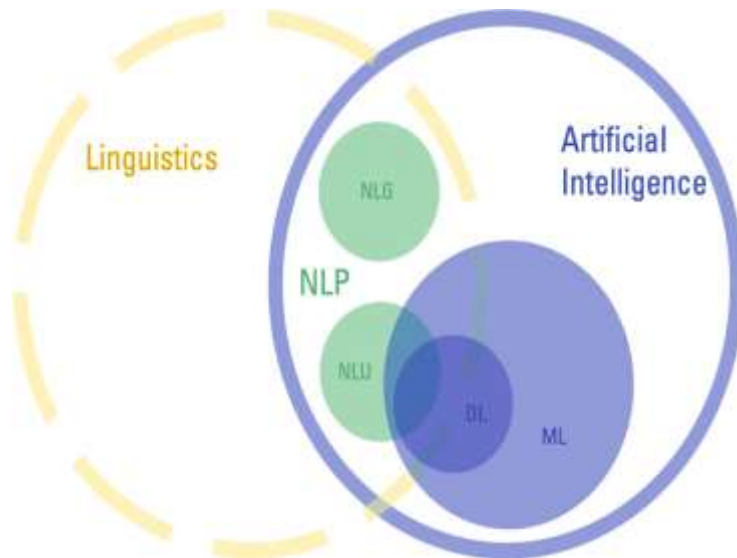 Linguistics
Artificial
Intelligence
NLG
NLP
NLU
DL
ML